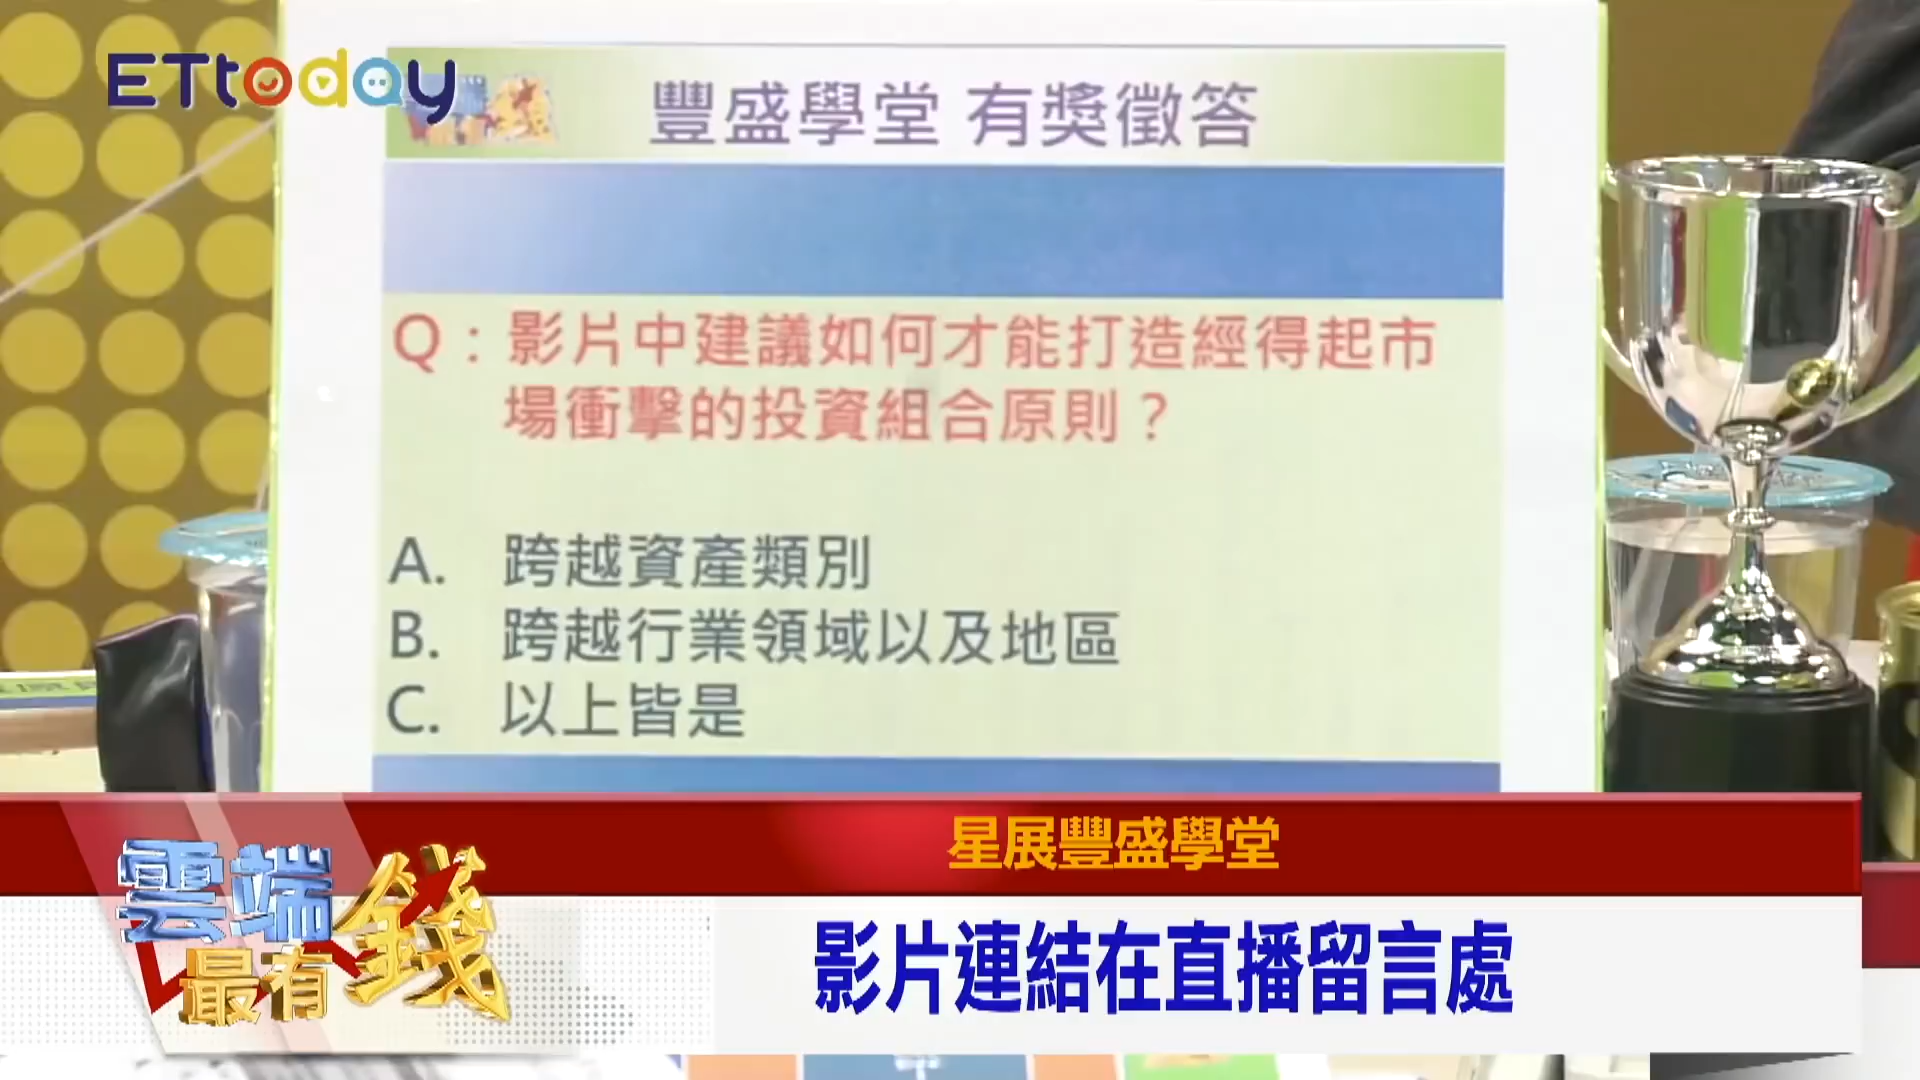 ETtoday
豐盛學堂 有獎徵答
Q：影片中建議如何才能打造經得起市
場衝擊的投資組合原則？
A. 跨越資產類別
B. 跨越行業領域以及地區
C. 以上皆是
星展豐盛學堂
雲端
最有錢
影片連結在直播留言處